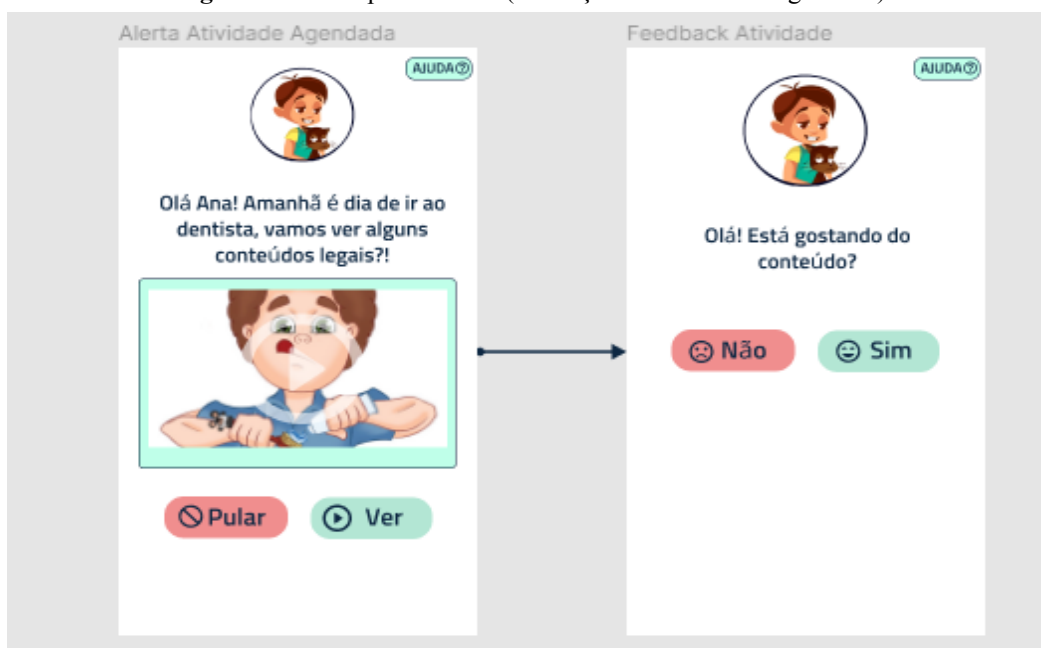 Alerta Atividade Agendada
AJUDA
Olá Ana! Amanhã é dia de ir ao
dentista, vamos ver alguns
conteúdos legais?!
Pular
Ver
Feedback Atividade
AJUDA
Olá! Está gostando do
conteúdo?
Não
Sim